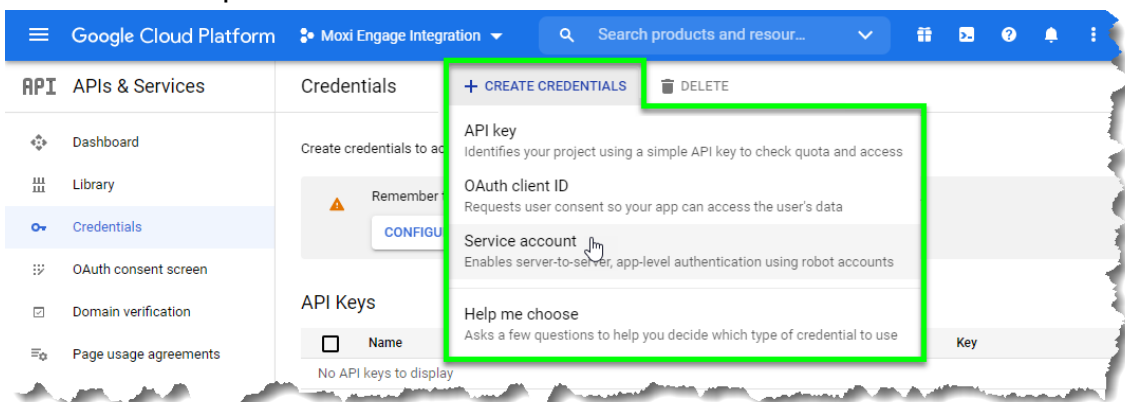 Google Cloud Platform
Moxi Engage Integration
Search products and resour...
API
APIs & Services
Credentials
+ CREATE CREDENTIALS
DELETE
Dashboard
Library
Credentials
OAuth consent screen
Domain verification
Page usage agreements
Create credentials to ac
Remember
CONFIGU
API key
Identifies your project using a simple API key to check quota and access
OAuth client ID
Requests user consent so your app can access the user's data
Service account
Enables server-to-server, app-level authentication using robot accounts
Help me choose
Asks a few questions to help you decide which type of credential to use
API Keys
Name
Key
No API keys to display